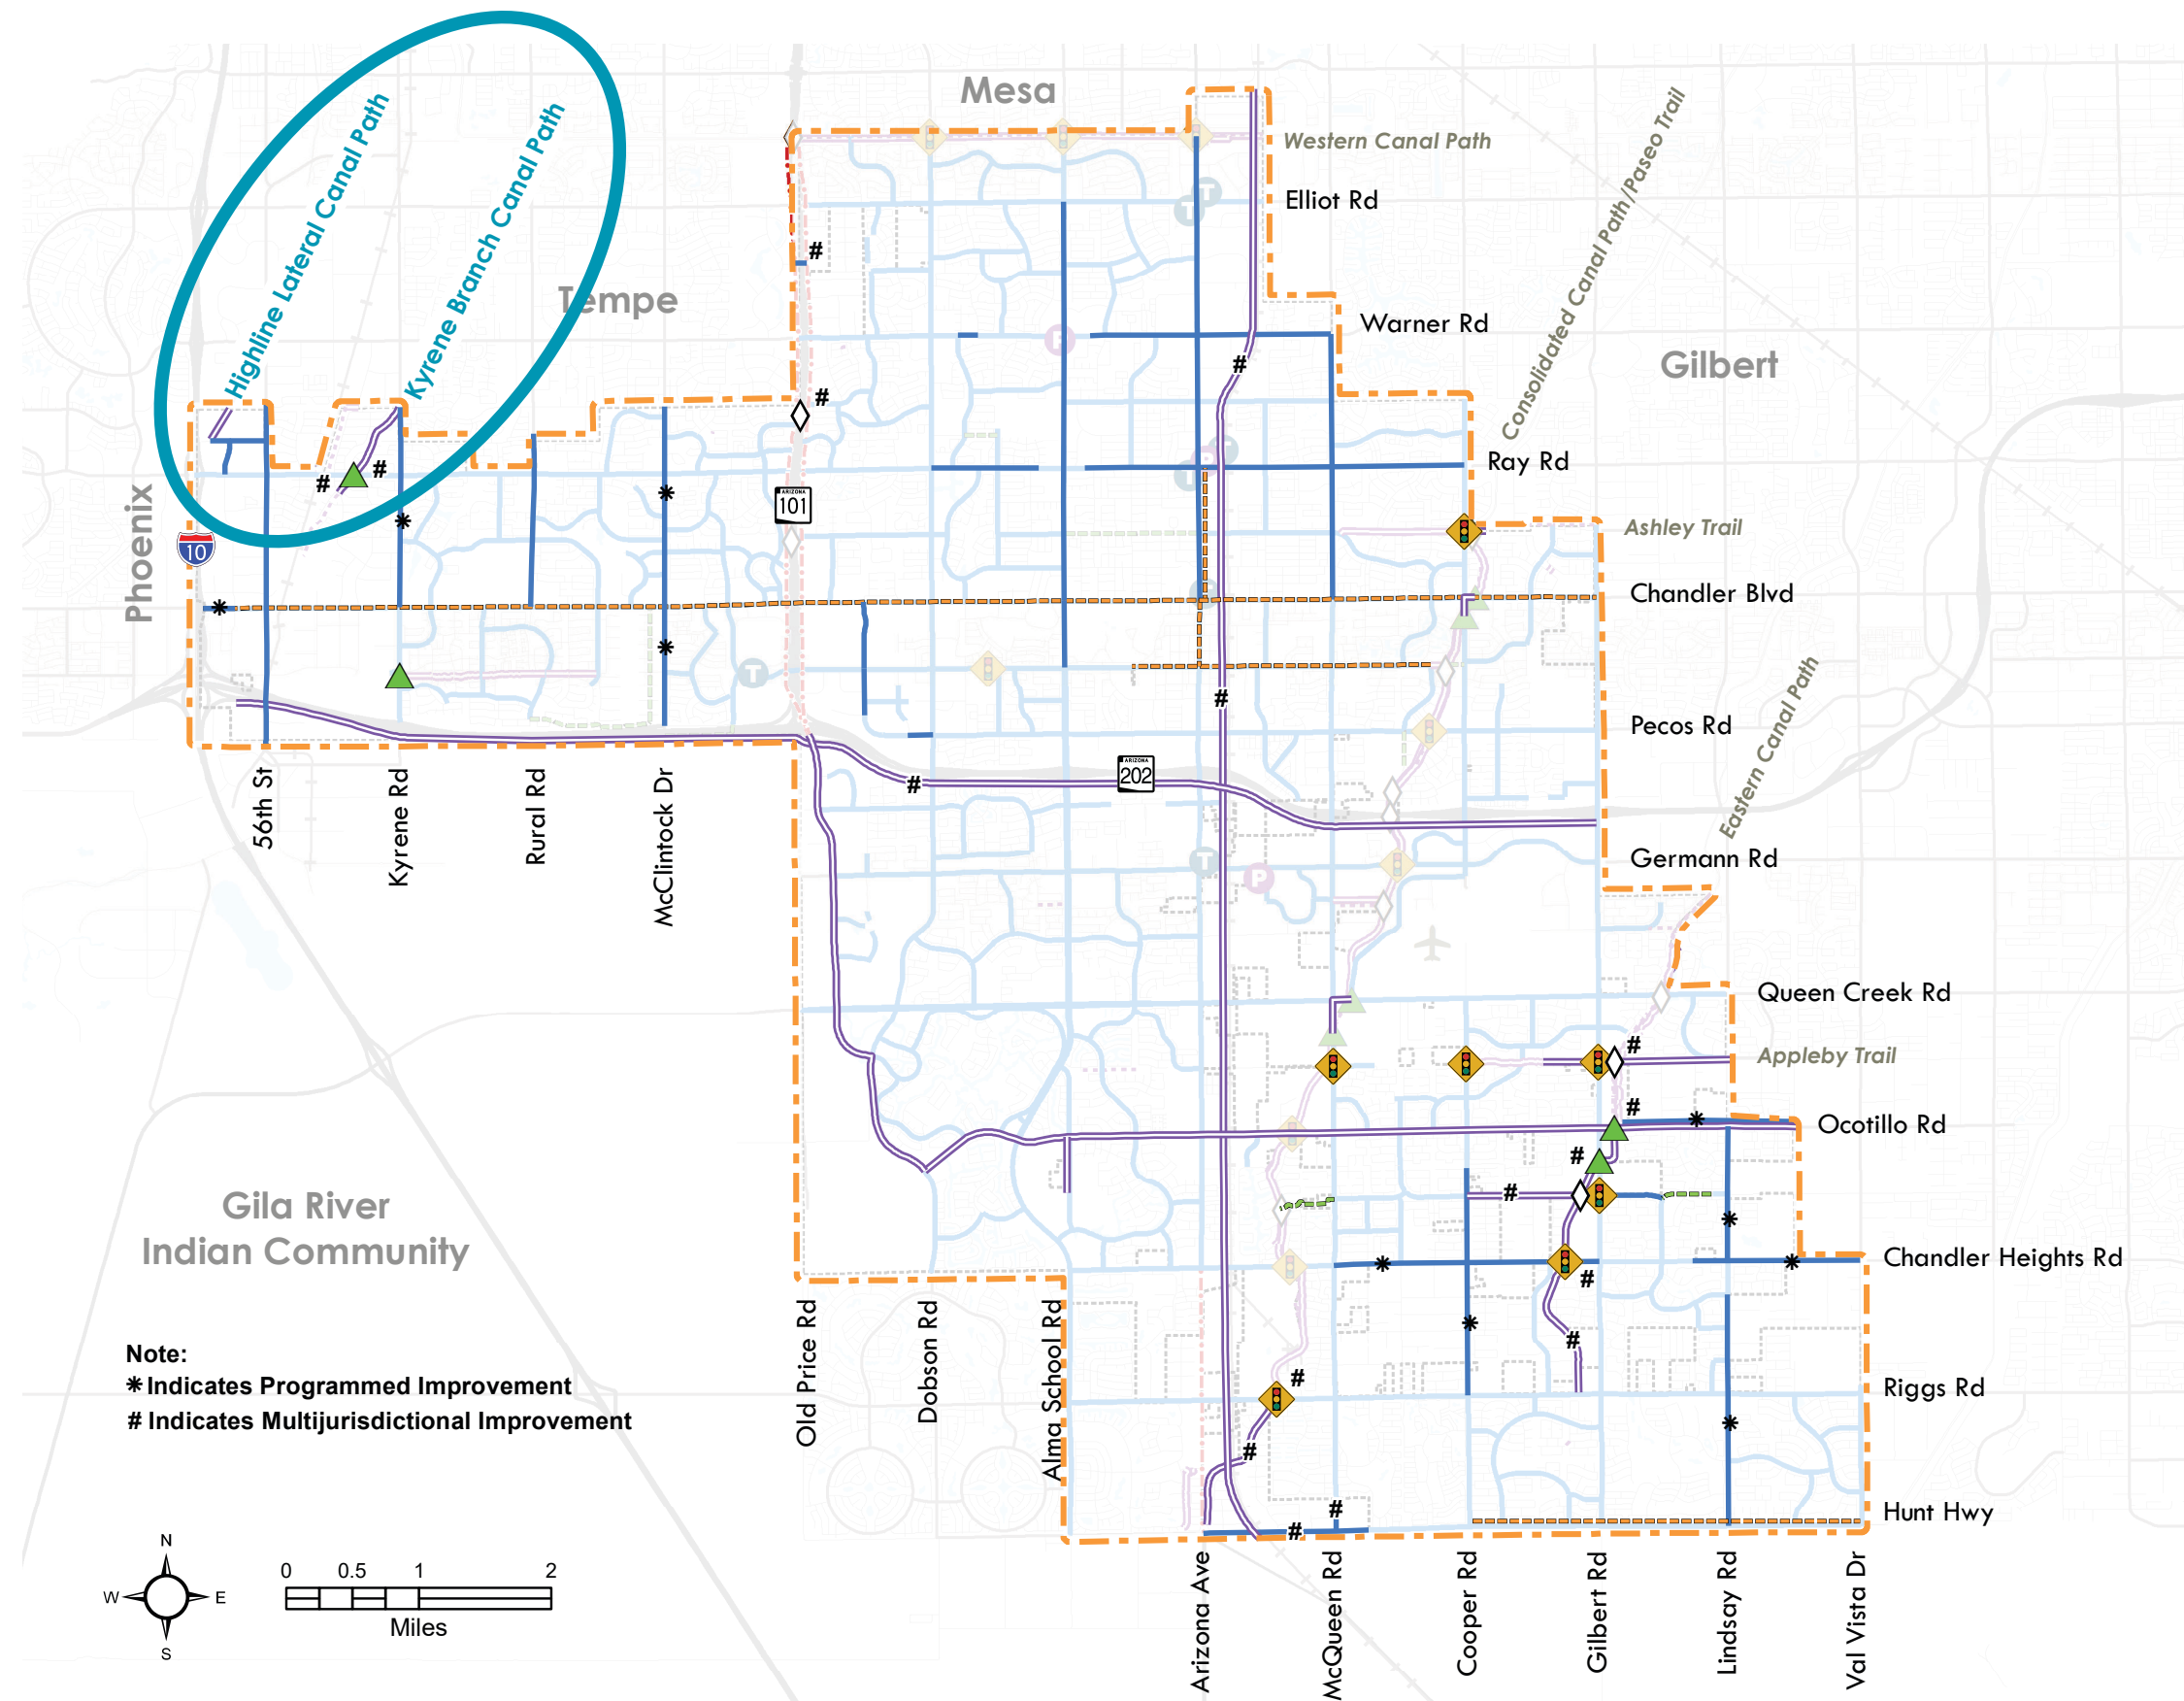 Mesa
Western Canal Path
Elliot Rd
Consolidated Canal Path/Paseo Trail
Highline Lateral Canal Path
Kyrene Branch Canal Path
Tempe
#
Warner Rd
Gilbert
#
#
Ray Rd
#
#
*
*
ARIZONA
101
Phoenix
10
Ashley Trail
Chandler Blvd
*
*
T
T
T
T
T
T
P
P
P
Eastern Canal Path
#
Pecos Rd
56th St
Kyrene Rd
Rural Rd
McClintock Dr
#
ARIZONA
202
Germann Rd
Queen Creek Rd
#
Appleby Trail
#
*
Ocotillo Rd
#
#
*
Gila River
Indian Community
*
#
*
Chandler Heights Rd
*
#
Old Price Rd
Dobson Rd
Alma School Rd
#
Riggs Rd
*
#
#
#
Hunt Hwy
Note:
* Indicates Programmed Improvement
# Indicates Multijurisdictional Improvement
N
W
E
S
0
0.5
1
2
Miles
Arizona Ave
McQueen Rd
Cooper Rd
Gilbert Rd
Lindsay Rd
Val Vista Dr